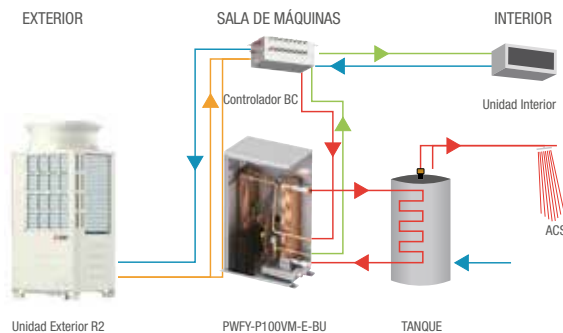 EXTERIOR
SALA DE MÁQUINAS
INTERIOR
Controlador BC
Unidad Interior
ACS
Unidad Exterior R2
PWFY-P100VM-E-BU
TANQUE